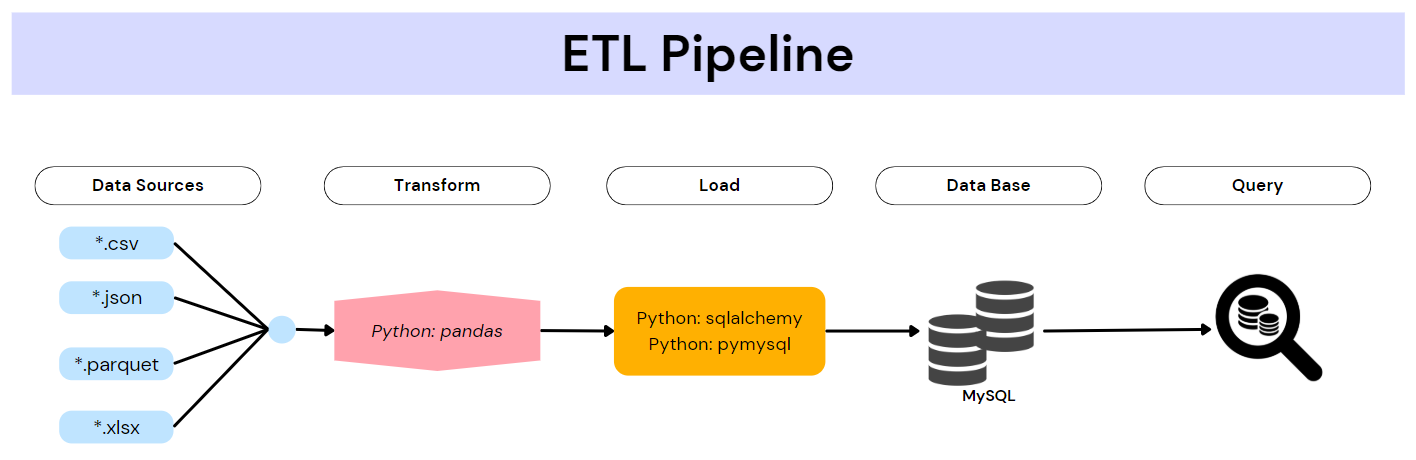 ETL Pipeline
Data Sources
Transform
Load
Data Base
Query
*.csv
*.json
*.parquet
*.xlsx
Python: pandas
Python: sqlalchemy
Python: pymysql
MySQL